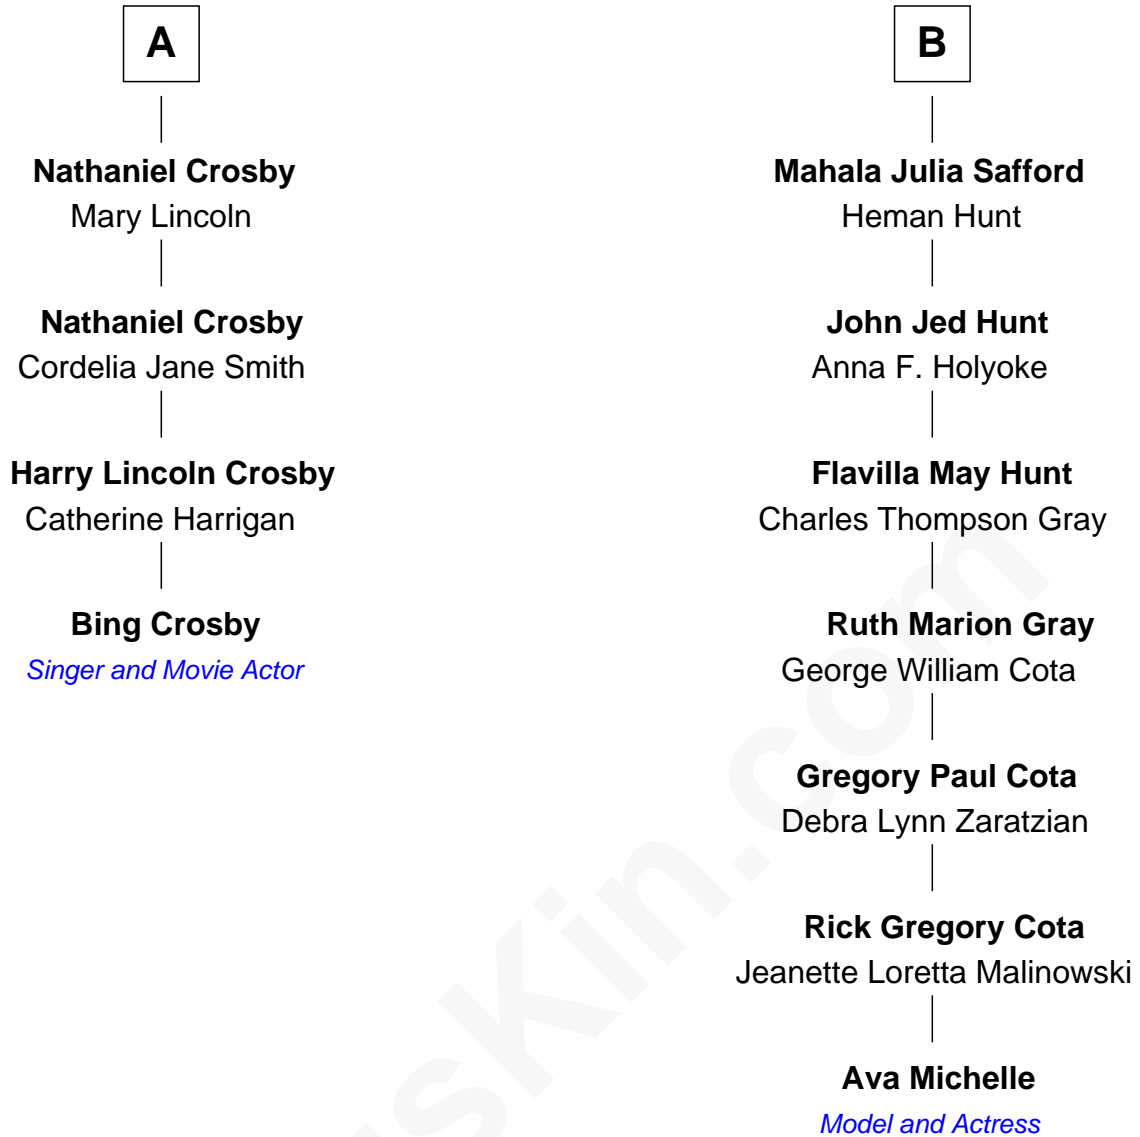 A
Nathaniel Crosby
Mary Lincoln
Nathaniel Crosby
Cordelia Jane Smith
Harry Lincoln Crosby
Catherine Harrigan
Bing Crosby
Singer and Movie Actor
B
Mahala Julia Safford
Heman Hunt
John Jed Hunt
Anna F. Holyoke
Flavilla May Hunt
Charles Thompson Gray
Ruth Marion Gray
George William Cota
Gregory Paul Cota
Debra Lynn Zaratzian
Rick Gregory Cota
Jeanette Loretta Malinowski
Ava Michelle
Model and Actress
usKin.com